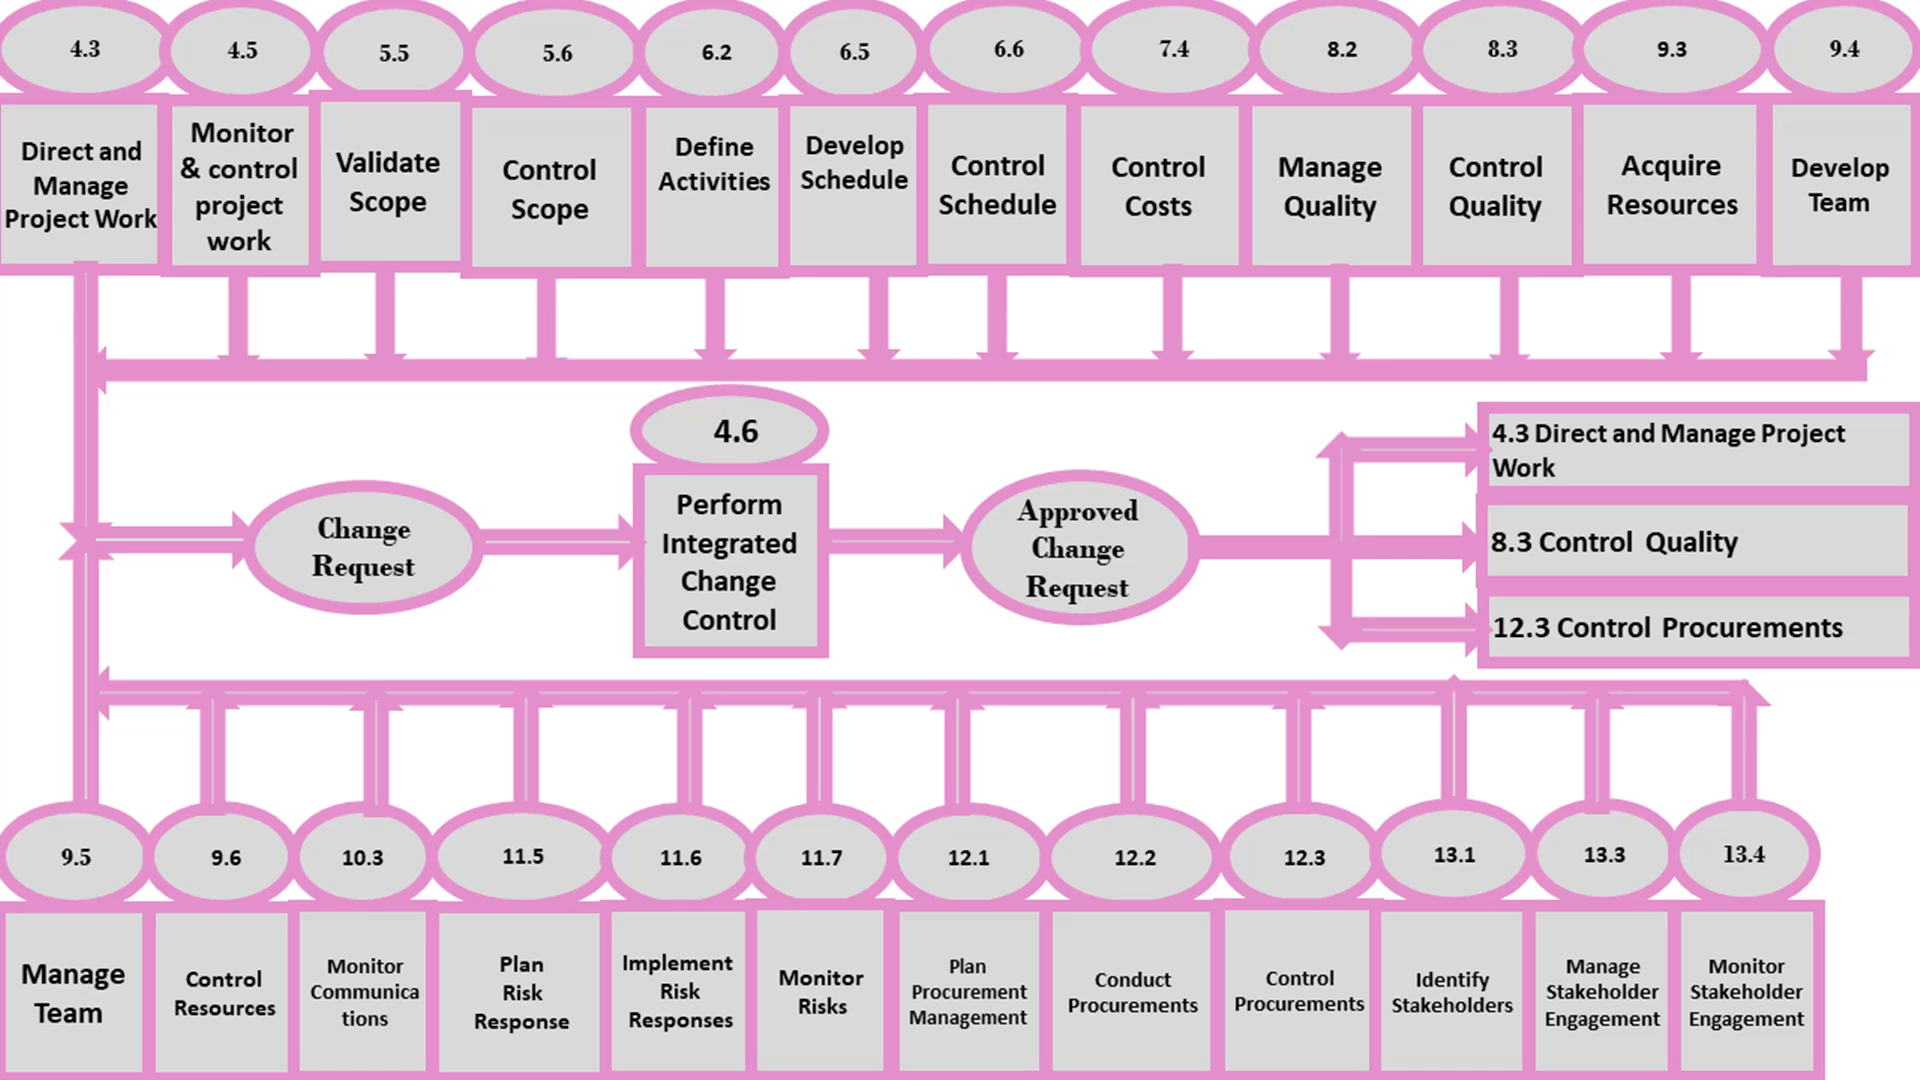 4.3
4.5
5.5
5.6
6.2
6.5
6.6
7.4
8.2
8.3
9.3
9.4
Direct and
Manage
Project Work
Monitor
& control
project
work
Validate
Scope
Control
Scope
Define
Activities
Develop
Schedule
Control
Schedule
Control
Costs
Manage
Quality
Control
Quality
Acquire
Resources
Develop
Team
Change
Request
4.6
Perform
Integrated
Change
Control
Approved
Change
Request
4.3 Direct and Manage Project
Work
8.3 Control Quality
12.3 Control Procurements
9.5
9.6
10.3
11.5
11.6
11.7
12.1
12.2
12.3
13.1
13.3
13.4
Manage
Team
Control
Resources
Monitor
Communica
tions
Plan
Risk
Response
Implement
Risk
Responses
Monitor
Risks
Plan
Procurement
Management
Conduct
Procurements
Control
Procurements
Identify
Stakeholders
Manage
Stakeholder
Engagement
Monitor
Stakeholder
Engagement